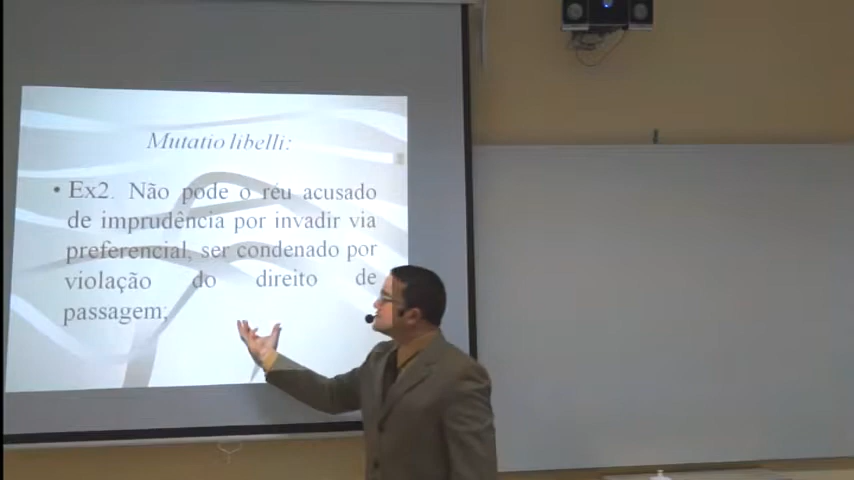 Mutatio libelli:
• Ex2. Não pode o réu acusado
de imprudência por invadir via
preferencial, ser condenado por
violação do direito de
passagem;